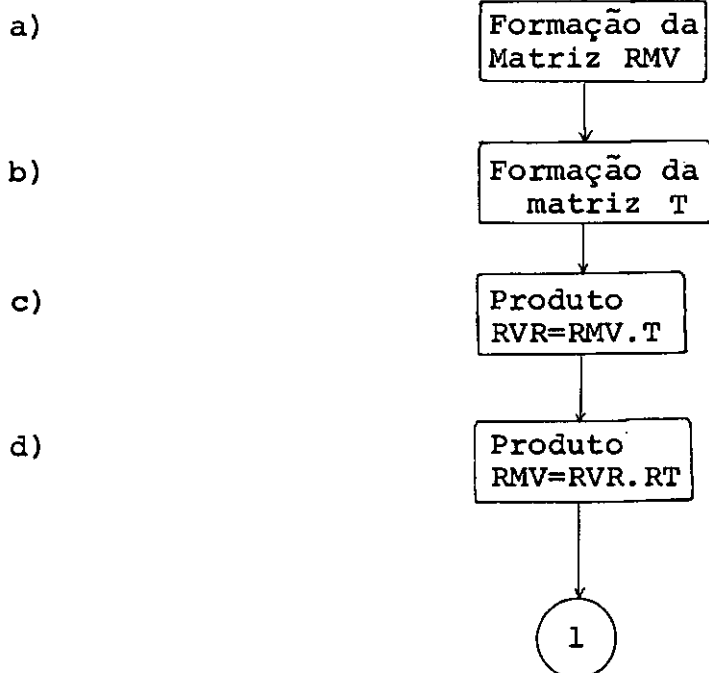 a)
Formação da
Matriz RMV
b)
Formação da
matriz T
c)
Produto
RVR=RMV.T
d)
Produto
RMV=RVR.RT
1